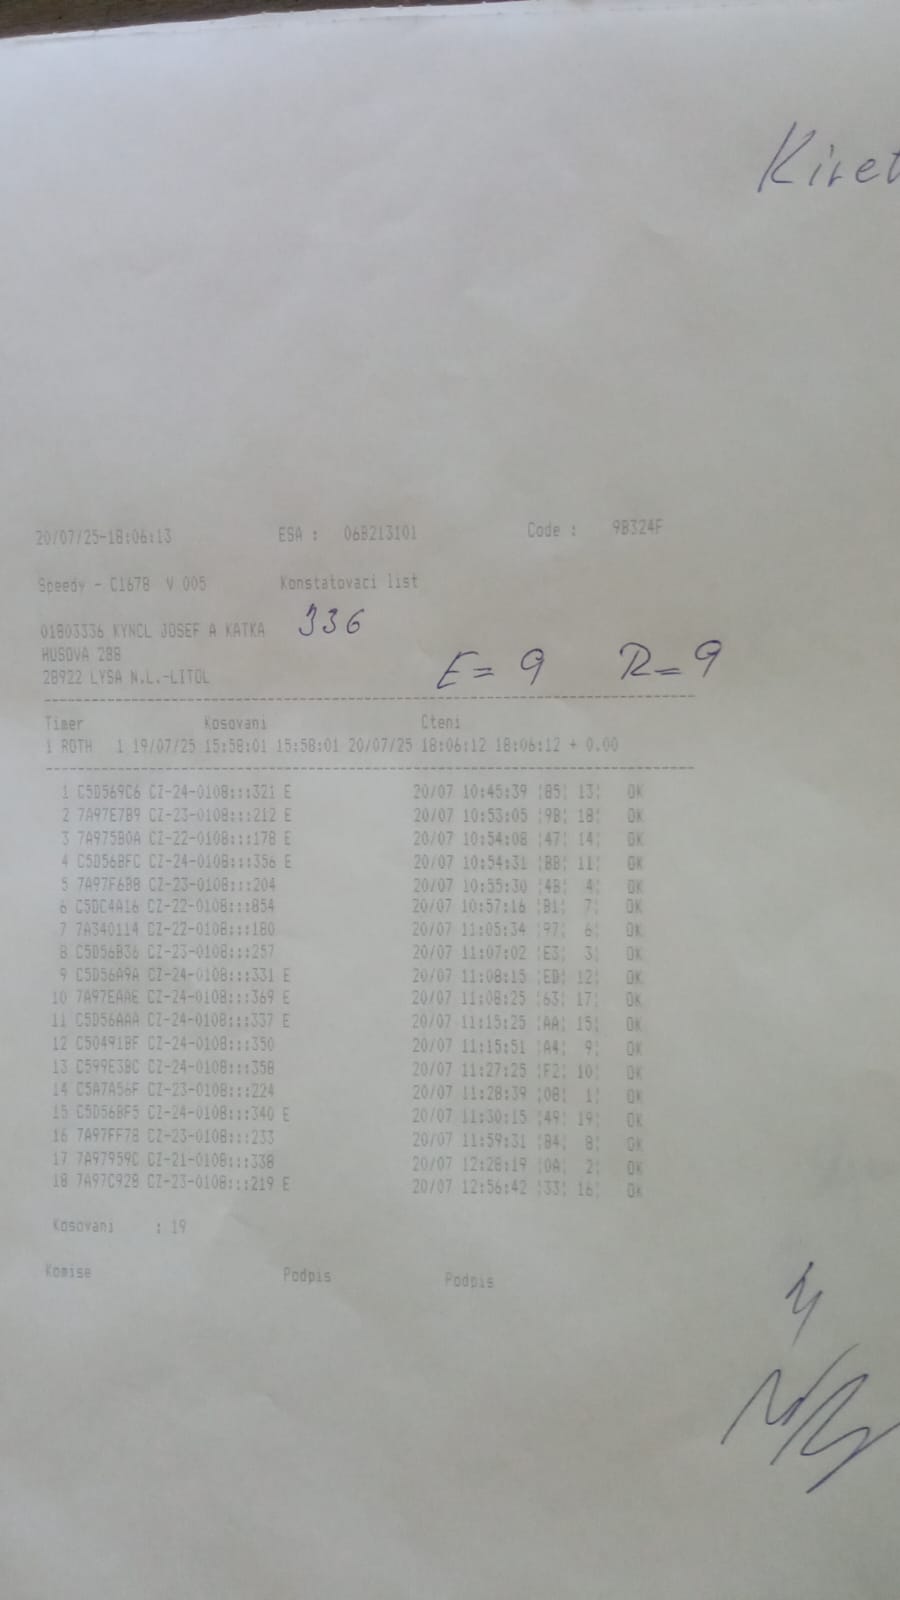 20/07/25-18:06:13 ESA : 06B213101 Code : 9B324F
Speedy - C1678 V 005 Konstatovaci list
01803336 KYNCL JOSEF A KATKA 336
HUSOVA 288
28922 LYSA N.L.-LITOL
E = 9 R = 9
Timer Kosovani Cteni
1 ROTH 1 19/07/25 15:58:01 15:58:01 20/07/25 18:06:12 18:06:12 + 0.00
1 C5D569C6 CZ-24-0108:::321 E 20/07 10:45:39 ¦85¦ 13¦ OK
2 7A97E7B9 CZ-23-0108:::212 E 20/07 10:53:05 ¦9B¦ 18¦ OK
3 7A975B0A CZ-22-0108:::178 E 20/07 10:54:08 ¦47¦ 14¦ OK
4 C5D56BFC CZ-24-0108:::356 E 20/07 10:54:31 ¦BB¦ 11¦ OK
5 7A97F6B8 CZ-23-0108:::204 20/07 10:55:30 ¦4B¦ 4¦ OK
6 C5DC4A16 CZ-22-0108:::854 20/07 10:57:16 ¦B1¦ 7¦ OK
7 7A340114 CZ-22-0108:::180 20/07 11:05:34 ¦97¦ 6¦ OK
8 C5D56B36 CZ-23-0108:::257 20/07 11:07:02 ¦E3¦ 3¦ OK
9 C5D56A9A CZ-24-0108:::331 E 20/07 11:08:15 ¦ED¦ 12¦ OK
10 7A97EAAE CZ-24-0108:::369 E 20/07 11:08:25 ¦63¦ 17¦ OK
11 C5D56AAA CZ-24-0108:::337 E 20/07 11:15:25 ¦AA¦ 15¦ OK
12 C50491BF CZ-24-0108:::350 20/07 11:15:51 ¦A4¦ 9¦ OK
13 C599E3BC CZ-24-0108:::358 20/07 11:27:25 ¦F2¦ 10¦ OK
14 C5A7A56F CZ-23-0108:::224 20/07 11:28:39 ¦08¦ 1¦ OK
15 C5D56BF5 CZ-24-0108:::340 E 20/07 11:30:15 ¦49¦ 19¦ OK
16 7A97FF78 CZ-23-0108:::233 20/07 11:59:31 ¦84¦ 8¦ OK
17 7A97959C CZ-21-0108:::338 20/07 12:28:19 ¦0A¦ 2¦ OK
18 7A97C928 CZ-23-0108:::219 E 20/07 12:56:42 ¦33¦ 16¦ OK
Kosovani : 19
Komise Podpis Podpis